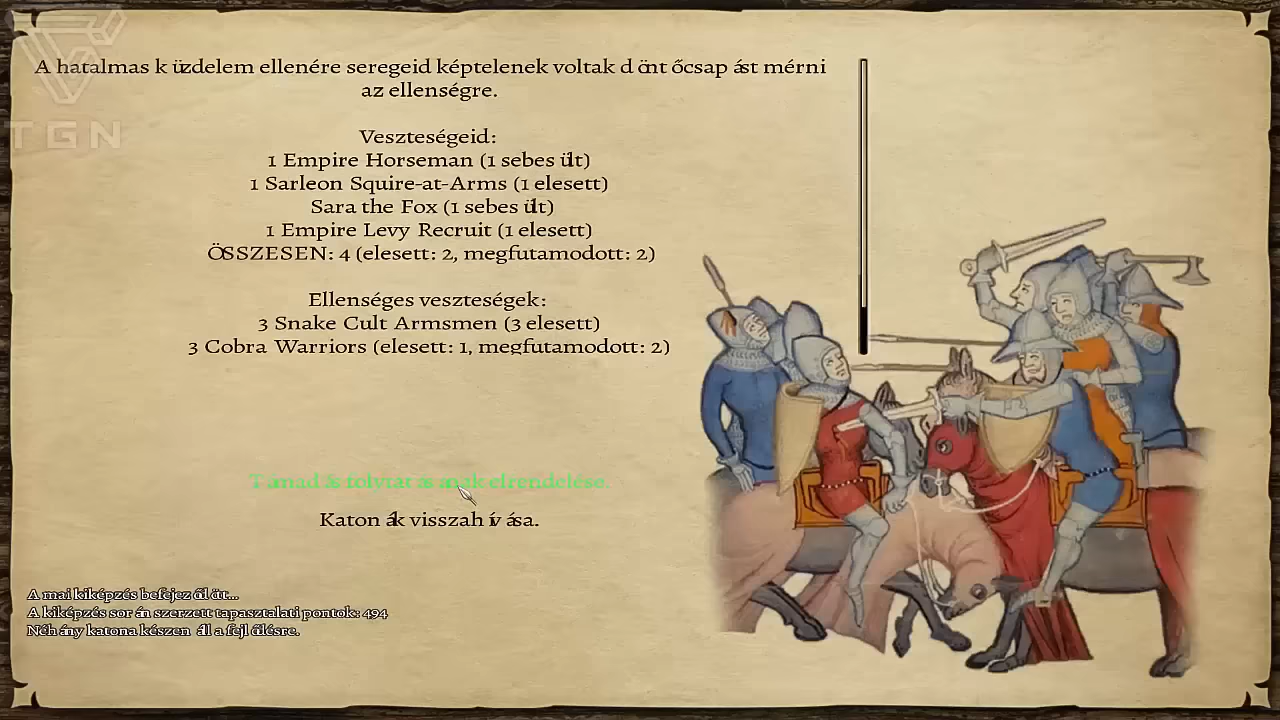 TGN
A hatalmas küzdelem ellenére seregeid képtelenek voltak döntőcsapást mérni
az ellenségre.
Veszteségeid:
1 Empire Horseman (1 sebesült)
1 Sarleon Squire-at-Arms (1 elesett)
Sara the Fox (1 sebesült)
1 Empire Levy Recruit (1 elesett)
ÖSSZESEN: 4 (elesett: 2, megfutamodott: 2)
Ellenséges veszteségek:
3 Snake Cult Armsmen (3 elesett)
3 Cobra Warriors (elesett: 1, megfutamodott: 2)
Támadás folytatásának elrendelése.
Katonák visszahívása.
A mai kiképzés befejeződött...
A kiképzés során szerzett tapasztalati pontok: 494
Néhány katona készen áll a fejlődésre.